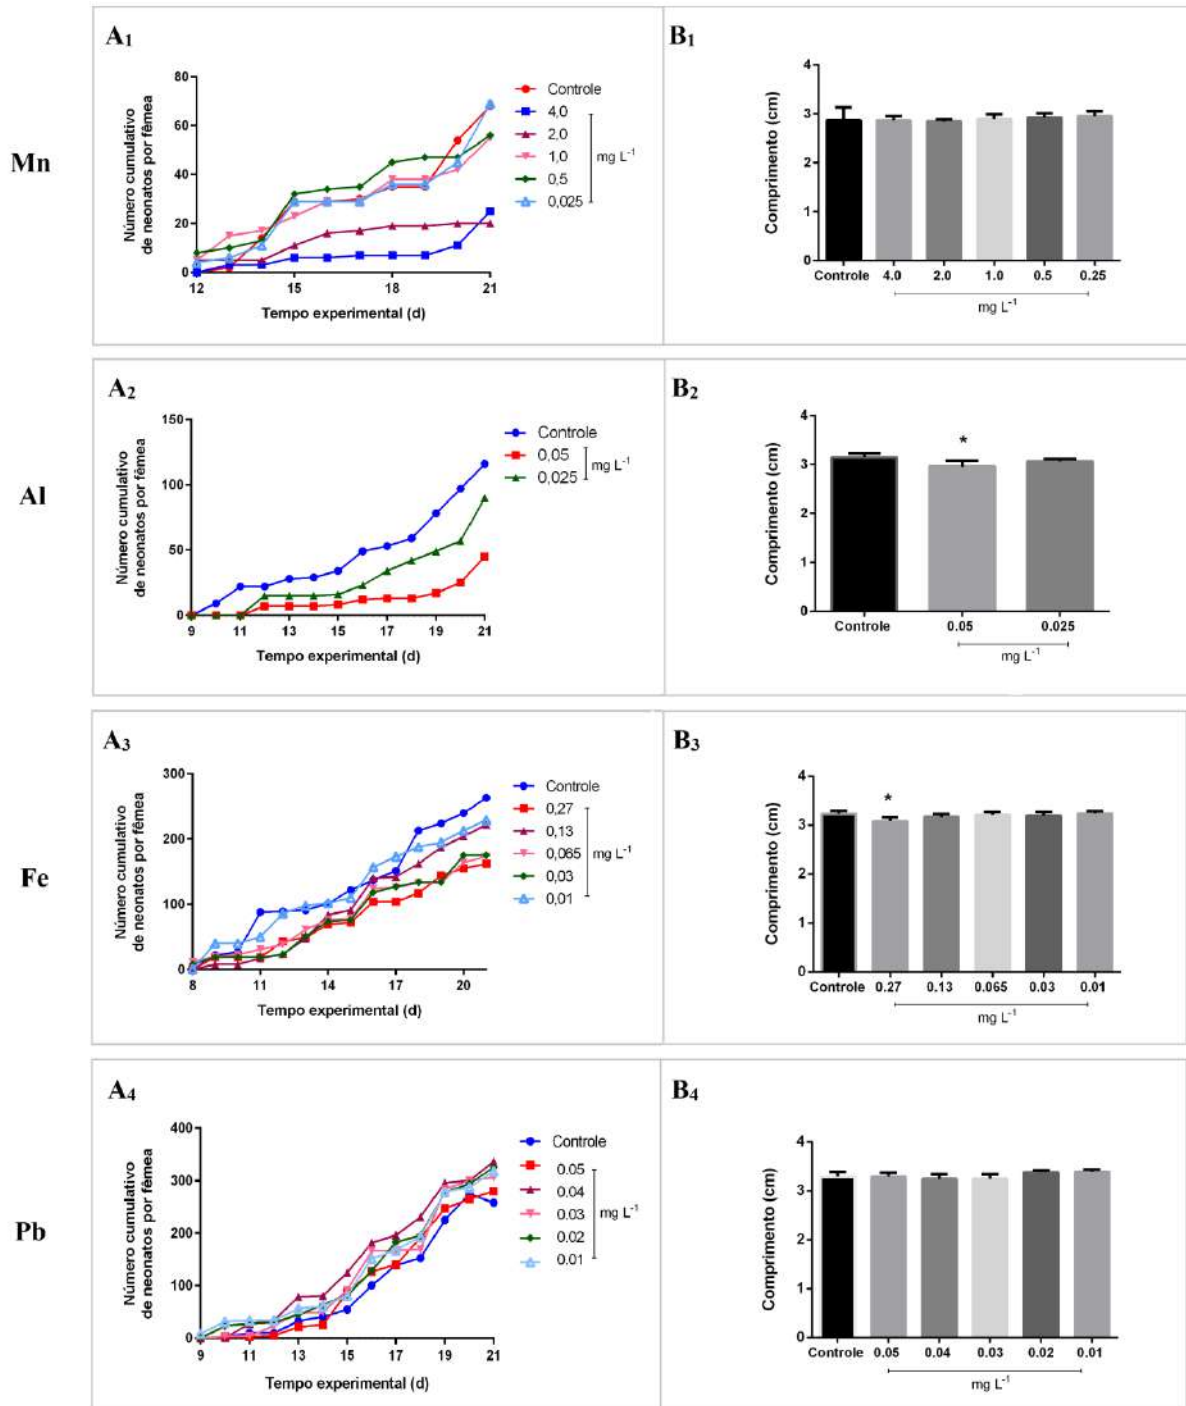 Mn
A1
Número cumulativo
de neonatos por fêmea
80
60
40
20
0
12
15
18
21
Tempo experimental (d)
Controle
4.0
2.0
1,0
0,5
0,025
mg L-1
B1
Comprimento (cm)
4
3
2
1
0
Controle
4.0
2.0
1.0
0.5
0.25
mg L-1
Al
A2
Número cumulativo
de neonatos por fêmea
150
100
50
0
9
11
13
15
17
19
21
Tempo experimental (d)
Controle
0,05
0,025
mg L-1
B2
Comprimento (cm)
4
3
2
1
0
*
Controle
0.05
0.025
mg L-1
Fe
A3
Número cumulativo
de neonatos por fêmea
300
200
100
0
8
11
14
17
20
Tempo experimental (d)
Controle
0,27
0,13
0,065
0,03
0,01
mg L-1
B3
Comprimento (cm)
4
3
2
1
0
*
Controle
0.27
0.13
0.065
0.03
0.01
mg L-1
Pb
A4
Número cumulativo
de neonatos por fêmea
400
300
200
100
0
9
11
13
15
17
19
21
Tempo experimental (d)
Controle
0.05
0.04
0.03
0.02
0.01
mg L-1
B4
Comprimento (cm)
4
3
2
1
0
Controle
0.05
0.04
0.03
0.02
0.01
mg L-1